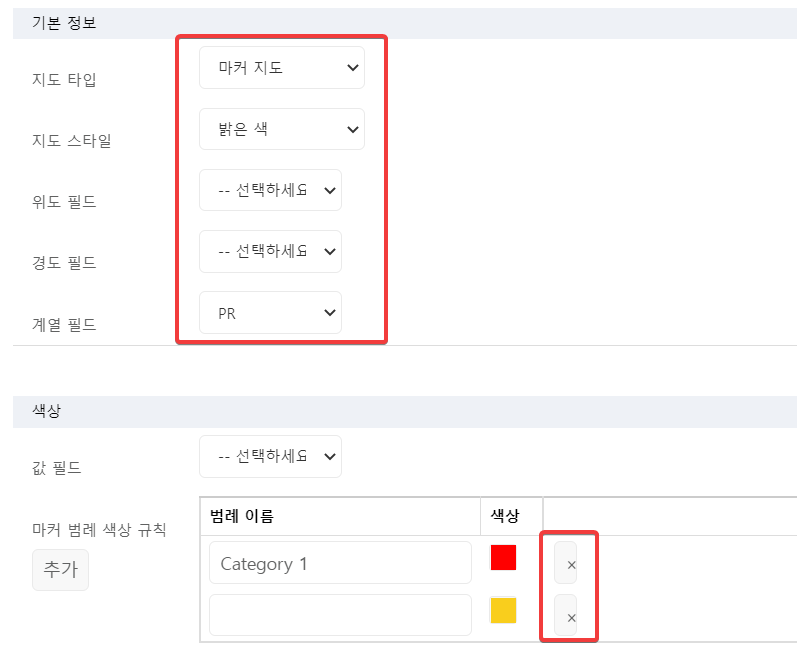 기본 정보
지도 타입
마커 지도
지도 스타일
밝은 색
위도 필드
-- 선택하세요
경도 필드
-- 선택하세요
계열 필드
PR
색상
값 필드
-- 선택하세요
마커 범례 색상 규칙
추가
범례 이름 색상
Category 1
×
×